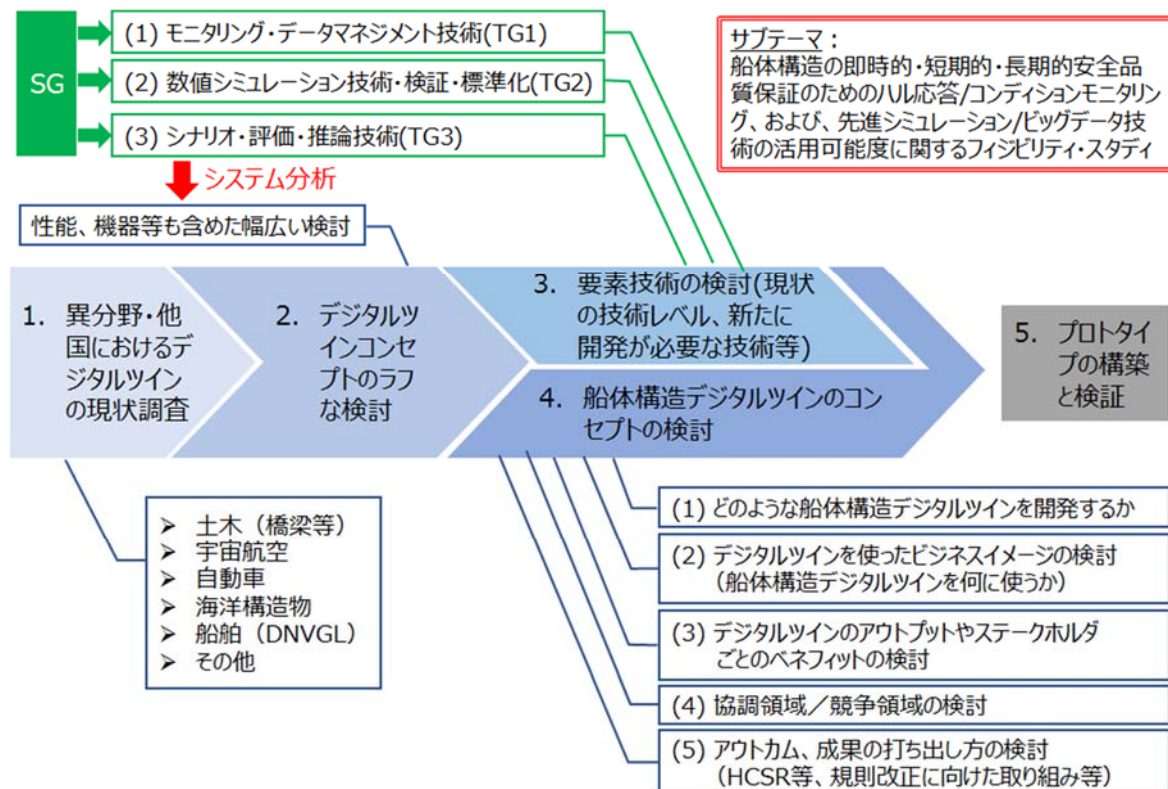 SG
(1) モニタリング・データマネジメント技術(TG1)
(2) 数値シミュレーション技術・検証・標準化(TG2)
(3) シナリオ・評価・推論技術(TG3)
サブテーマ：
船体構造の即時的・短期的・長期的安全品
質保証のためのハル応答/コンディションモニタリン
グ、および、先進シミュレーション/ビッグデータ技
術の活用可能度に関するフィジビリティ・スタディ
システム分析
性能、機器等も含めた幅広い検討
1. 異分野・他
国におけるデ
ジタルツイン
の現状調査
2. デジタルツ
インコンセ
プトのラフ
な検討
3. 要素技術の検討(現状
の技術レベル、新たに
開発が必要な技術等)
4. 船体構造デジタルツインのコン
セプトの検討
5. プロトタイ
プの構築
と検証
➢ 土木（橋梁等）
➢ 宇宙航空
➢ 自動車
➢ 海洋構造物
➢ 船舶（DNVGL）
➢ その他
(1) どのような船体構造デジタルツインを開発するか
(2) デジタルツインを使ったビジネスイメージの検討
（船体構造デジタルツインを何に使うか）
(3) デジタルツインのアウトプットやステークホルダ
ごとのベネフィットの検討
(4) 協調領域／競争領域の検討
(5) アウトカム、成果の打ち出し方の検討
（HCSR等、規則改正に向けた取り組み等）